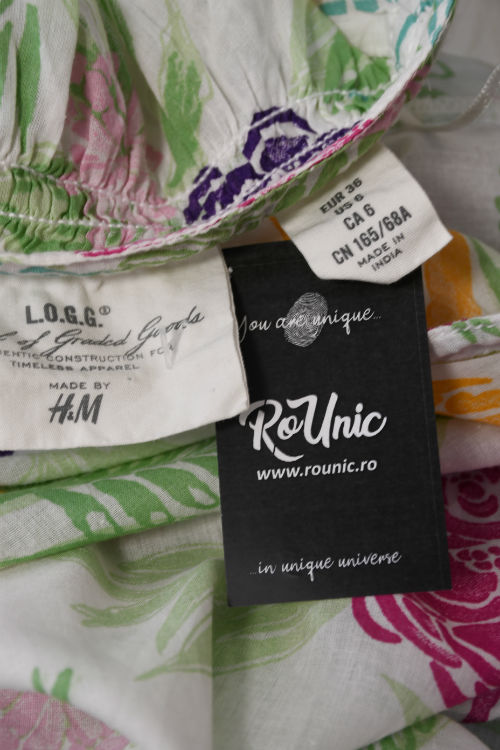 EUR 36
US 6
CA 6
CN 165/68A
MADE IN
INDIA
L.O.G.G.®
of Graded Goods
CONSTRUCTION
TIMELESS APPAREL
MADE BY
H&M
You are unique...
RoUnic
www.rounic.ro
...in unique universe